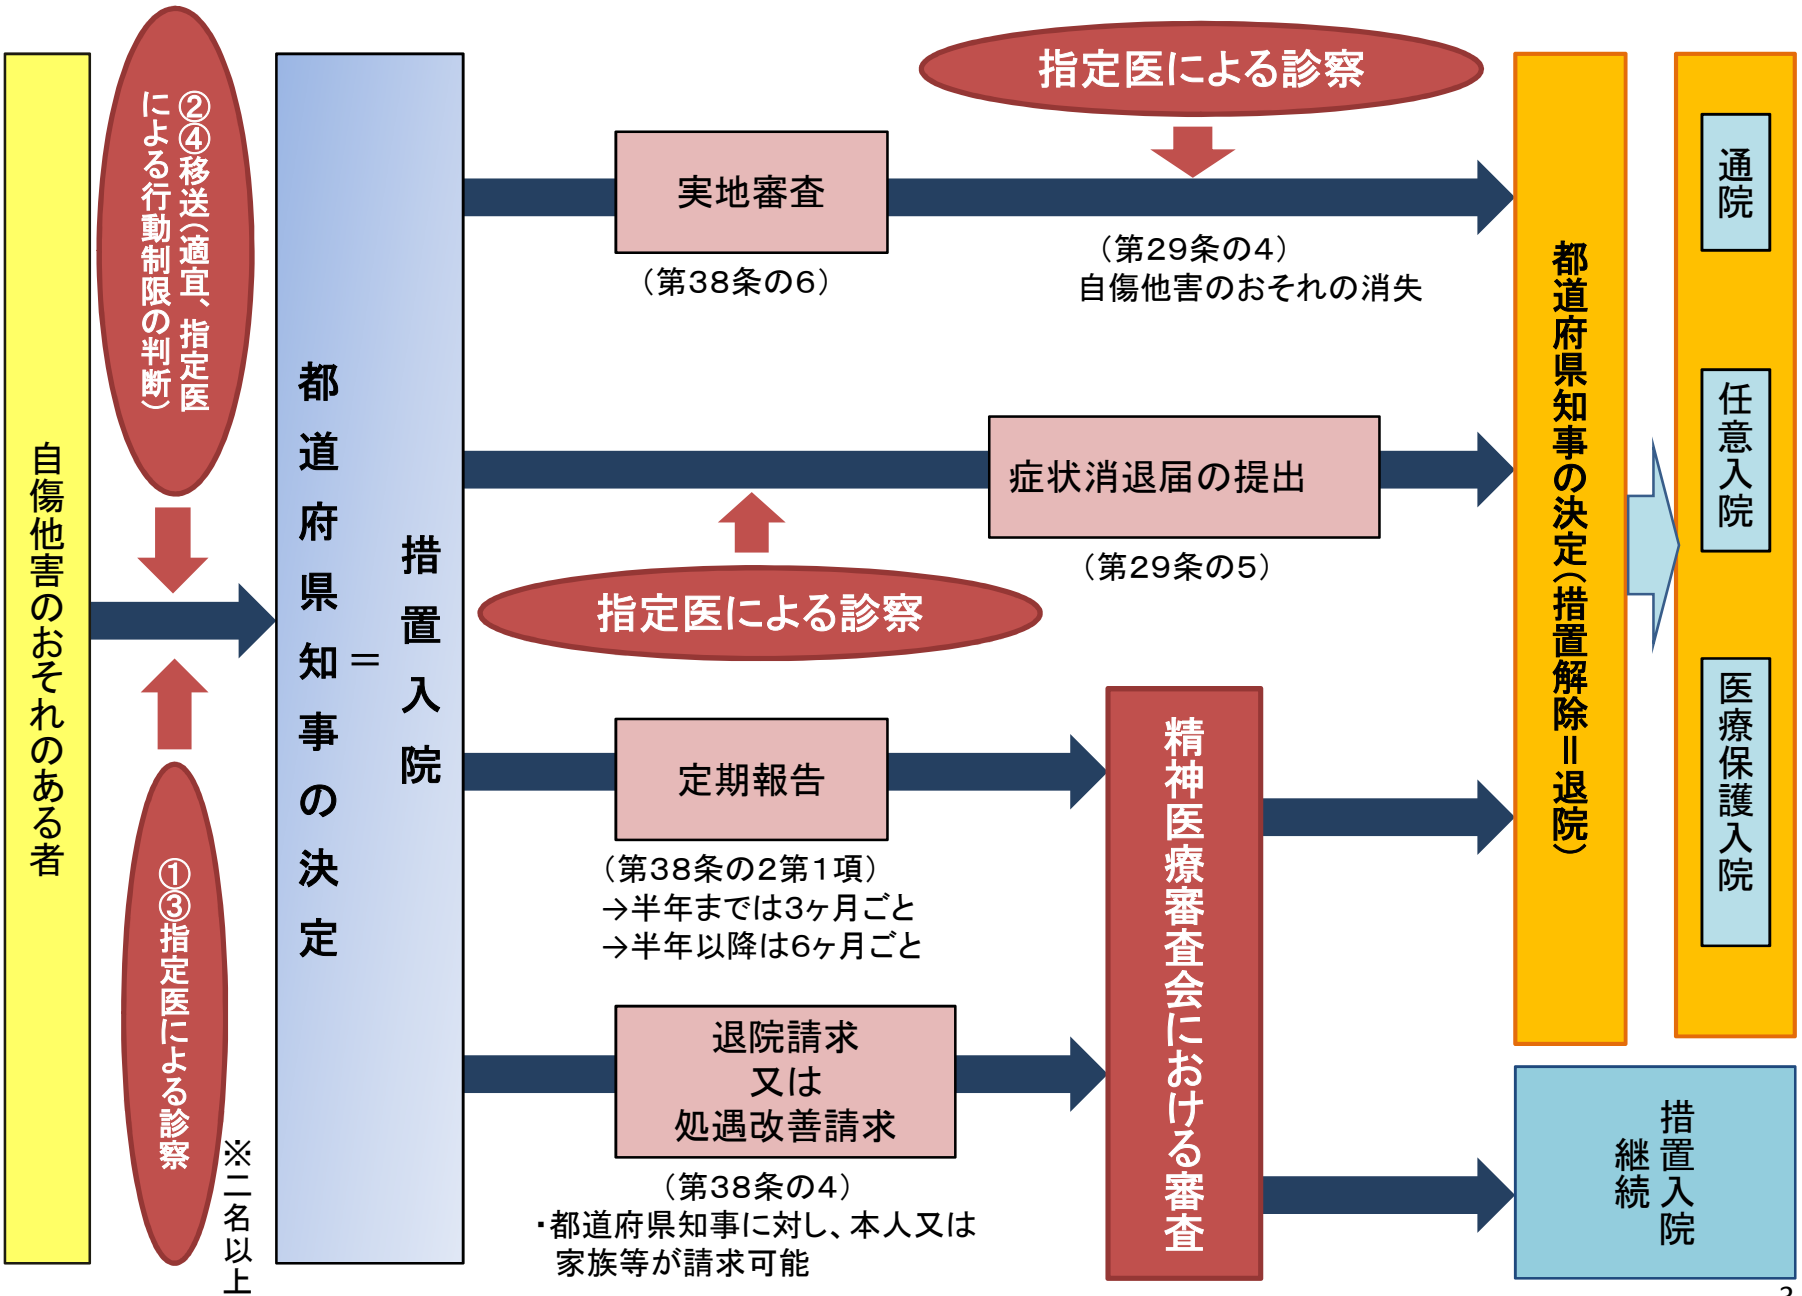 自傷他害のおそれのある者
②④移送(適宜、指定医
による行動制限の判断)
①③指定医による診察
※二名以上
都道府県知事の決定
＝
措置入院
実地審査
（第38条の6）
指定医による診察
（第29条の4）
自傷他害のおそれの消失
症状消退届の提出
（第29条の5）
指定医による診察
定期報告
（第38条の2第1項）
→半年までは3ヶ月ごと
→半年以降は6ヶ月ごと
退院請求
又は
処遇改善請求
（第38条の4）
・都道府県知事に対し、本人又は
家族等が請求可能
精神医療審査会における審査
都道府県知事の決定(措置解除＝退院)
通院
任意入院
医療保護入院
措置入院
継続